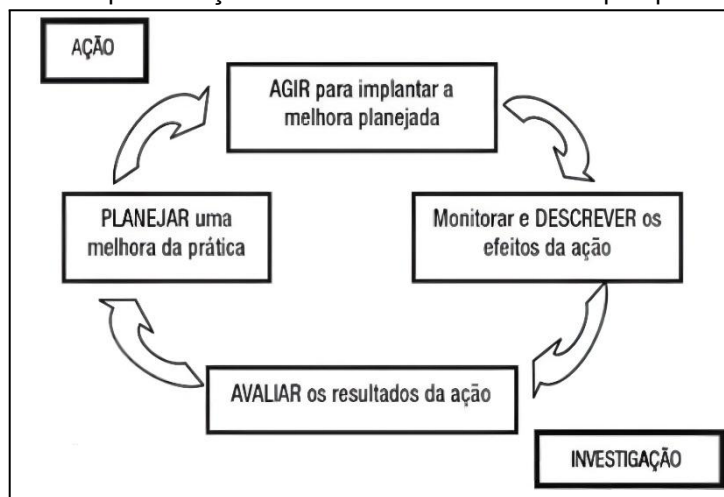 AÇÃO
AGIR para implantar a
melhora planejada
PLANEJAR uma
melhora da prática
Monitorar e DESCREVER os
efeitos da ação
AVALIAR os resultados da ação
INVESTIGAÇÃO